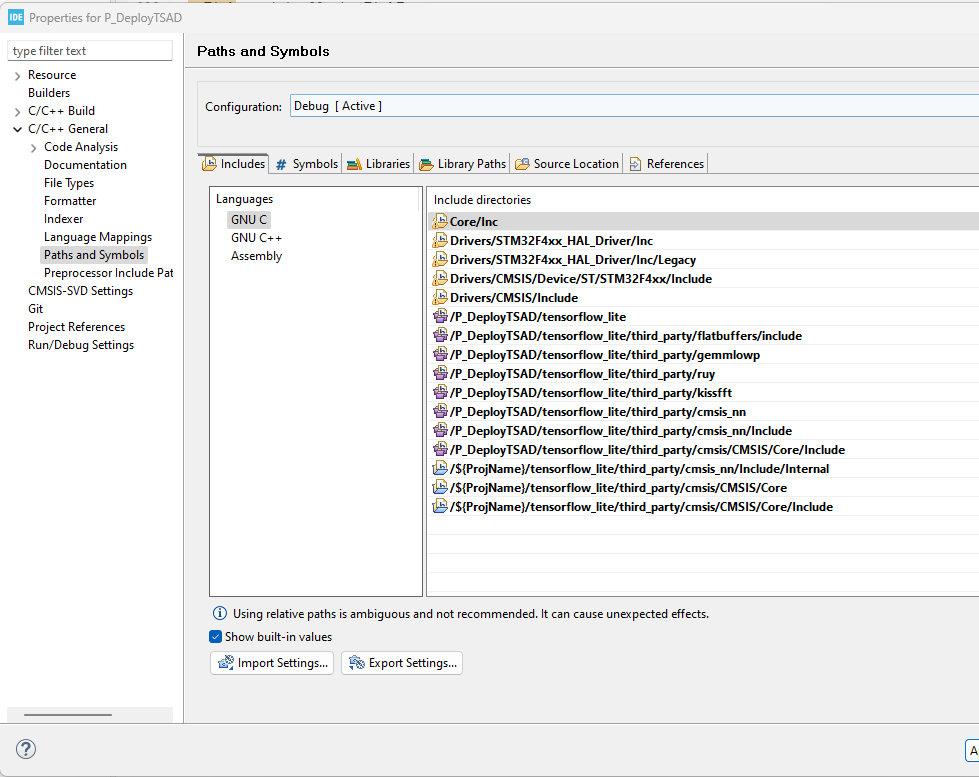 IDE Properties for P_DeployTSAD
type filter text
Resource
Builders
C/C++ Build
C/C++ General
Code Analysis
Documentation
File Types
Formatter
Indexer
Language Mappings
Paths and Symbols
Preprocessor Include Pat
CMSIS-SVD Settings
Git
Project References
Run/Debug Settings
Paths and Symbols
Configuration: Debug [ Active ]
Includes # Symbols Libraries Library Paths Source Location References
Languages
GNU C
GNU C++
Assembly
Include directories
Core/Inc
Drivers/STM32F4xx_HAL_Driver/Inc
Drivers/STM32F4xx_HAL_Driver/Inc/Legacy
Drivers/CMSIS/Device/ST/STM32F4xx/Include
Drivers/CMSIS/Include
/P_DeployTSAD/tensorflow_lite
/P_DeployTSAD/tensorflow_lite/third_party/flatbuffers/include
/P_DeployTSAD/tensorflow_lite/third_party/gemmlowp
/P_DeployTSAD/tensorflow_lite/third_party/ruy
/P_DeployTSAD/tensorflow_lite/third_party/kissfft
/P_DeployTSAD/tensorflow_lite/third_party/cmsis_nn
/P_DeployTSAD/tensorflow_lite/third_party/cmsis_nn/Include
/P_DeployTSAD/tensorflow_lite/third_party/cmsis/CMSIS/Core/Include
/${ProjName}/tensorflow_lite/third_party/cmsis_nn/Include/Internal
/${ProjName}/tensorflow_lite/third_party/cmsis/CMSIS/Core
/${ProjName}/tensorflow_lite/third_party/cmsis/CMSIS/Core/Include
Using relative paths is ambiguous and not recommended. It can cause unexpected effects.
Show built-in values
Import Settings... Export Settings...
? A